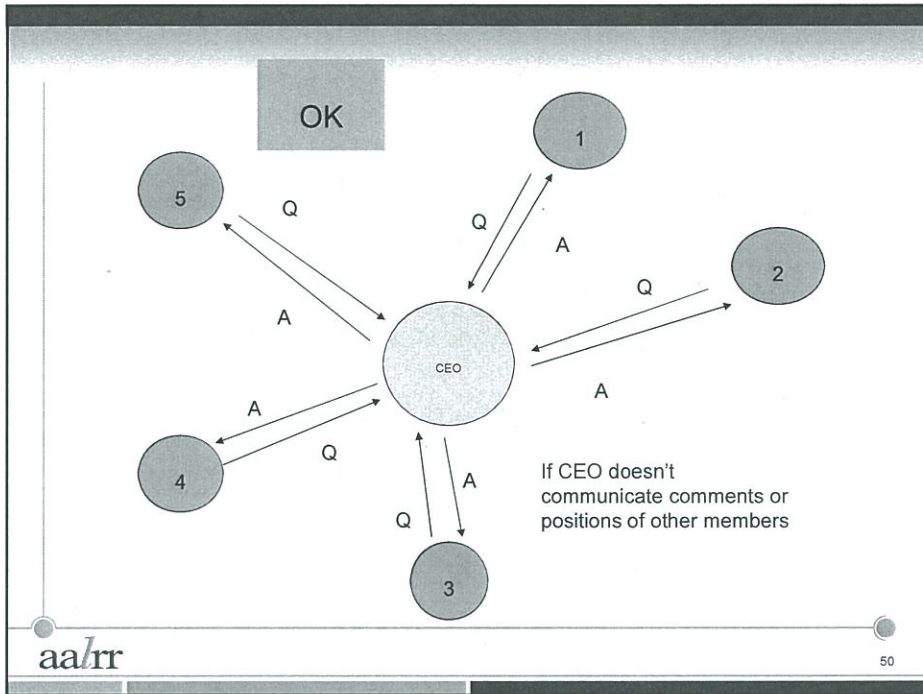 OK
1
5
Q
Q
A
2
Q
A
CEO
A
A
Q
4
A
Q
If CEO doesn't
communicate comments or
positions of other members
3
aalrr
50